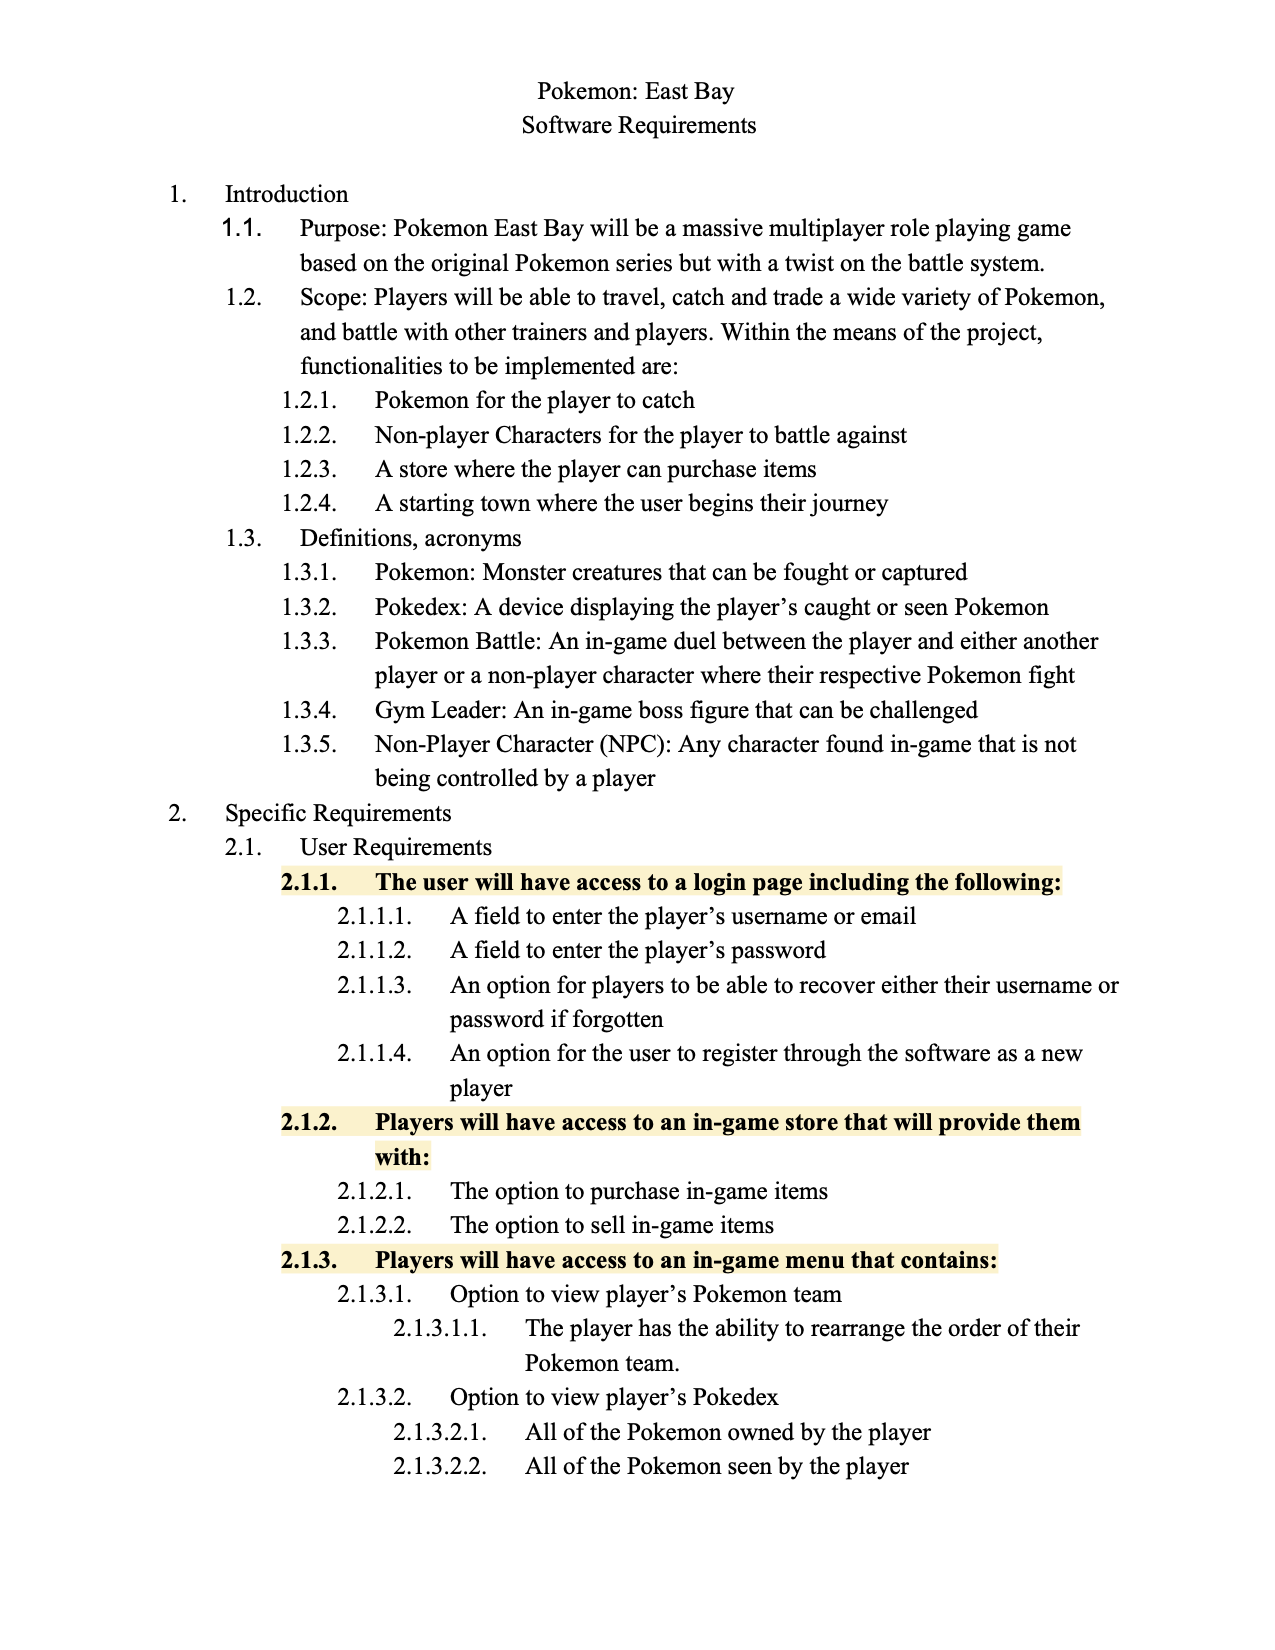 Pokemon: East Bay
Software Requirements
1. Introduction
1.1. Purpose: Pokemon East Bay will be a massive multiplayer role playing game
based on the original Pokemon series but with a twist on the battle system.
1.2. Scope: Players will be able to travel, catch and trade a wide variety of Pokemon,
and battle with other trainers and players. Within the means of the project,
functionalities to be implemented are:
1.2.1. Pokemon for the player to catch
1.2.2. Non-player Characters for the player to battle against
1.2.3. A store where the player can purchase items
1.2.4. A starting town where the user begins their journey
1.3. Definitions, acronyms
1.3.1. Pokemon: Monster creatures that can be fought or captured
1.3.2. Pokedex: A device displaying the player’s caught or seen Pokemon
1.3.3. Pokemon Battle: An in-game duel between the player and either another
player or a non-player character where their respective Pokemon fight
1.3.4. Gym Leader: An in-game boss figure that can be challenged
1.3.5. Non-Player Character (NPC): Any character found in-game that is not
being controlled by a player
2. Specific Requirements
2.1. User Requirements
2.1.1. The user will have access to a login page including the following:
2.1.1.1. A field to enter the player’s username or email
2.1.1.2. A field to enter the player’s password
2.1.1.3. An option for players to be able to recover either their username or
password if forgotten
2.1.1.4. An option for the user to register through the software as a new
player
2.1.2. Players will have access to an in-game store that will provide them
with:
2.1.2.1. The option to purchase in-game items
2.1.2.2. The option to sell in-game items
2.1.3. Players will have access to an in-game menu that contains:
2.1.3.1. Option to view player’s Pokemon team
2.1.3.1.1. The player has the ability to rearrange the order of their
Pokemon team.
2.1.3.2. Option to view player’s Pokedex
2.1.3.2.1. All of the Pokemon owned by the player
2.1.3.2.2. All of the Pokemon seen by the player